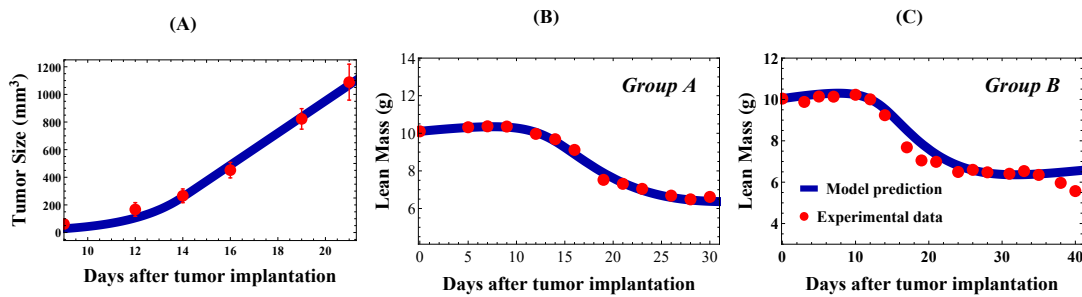 (A)
(B)
(C)
Tumor Size (mm³)
1200
1000
800
600
400
200
0
10
12
14
16
18
20
Days after tumor implantation
Lean Mass (g)
14
12
10
8
6
0
5
10
15
20
25
30
Group A
Days after tumor implantation
Lean Mass (g)
12
10
8
6
4
0
10
20
30
40
Group B
Model prediction
Experimental data
Days after tumor implantation